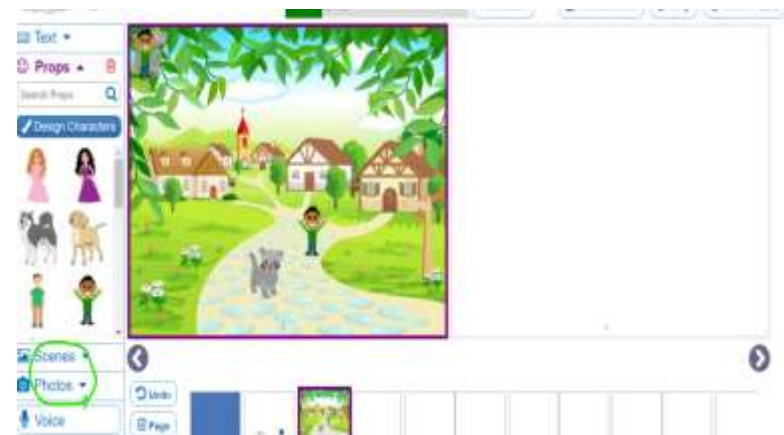 Text
Props
Search Props
Design Characters
Scenes
Photos
Voice
Undo
Page